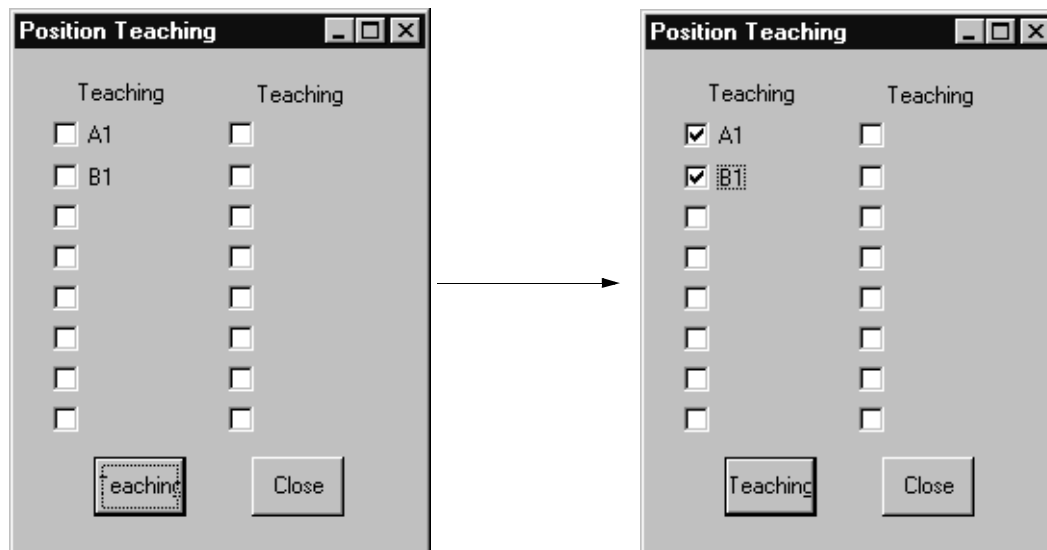 Position Teaching
Teaching Teaching
A1
B1
Teaching Close
Position Teaching
Teaching Teaching
A1
B1
Teaching Close